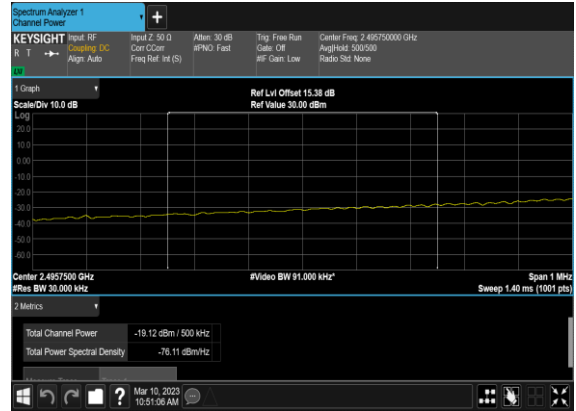 Spectrum Analyzer 1
Channel Power
KEYSIGHT Input: RF Input Z: 50 Ω Atten: 30 dB Trig: Free Run Center Freq: 2.495750000 GHz
R T Coupling: DC Corr CCorr #PNO: Fast Gate: Off Avg|Hold: 500/500
Align: Auto Freq Ref: Int (S) #IF Gain: Low Radio Std: None
1 Graph Ref Lvl Offset 15.38 dB
Scale/Div 10.0 dB Ref Value 30.00 dBm
Log
20.0
10.0
0.00
-10.0
-20.0
-30.0
-40.0
-50.0
-60.0
Center 2.4957500 GHz #Video BW 91.000 kHz* Span 1 MHz
#Res BW 30.000 kHz Sweep 1.40 ms (1001 pts)
2 Metrics
Total Channel Power -19.12 dBm / 500 kHz
Total Power Spectral Density -76.11 dBm/Hz
? Mar 10, 2023
10:51:06 AM